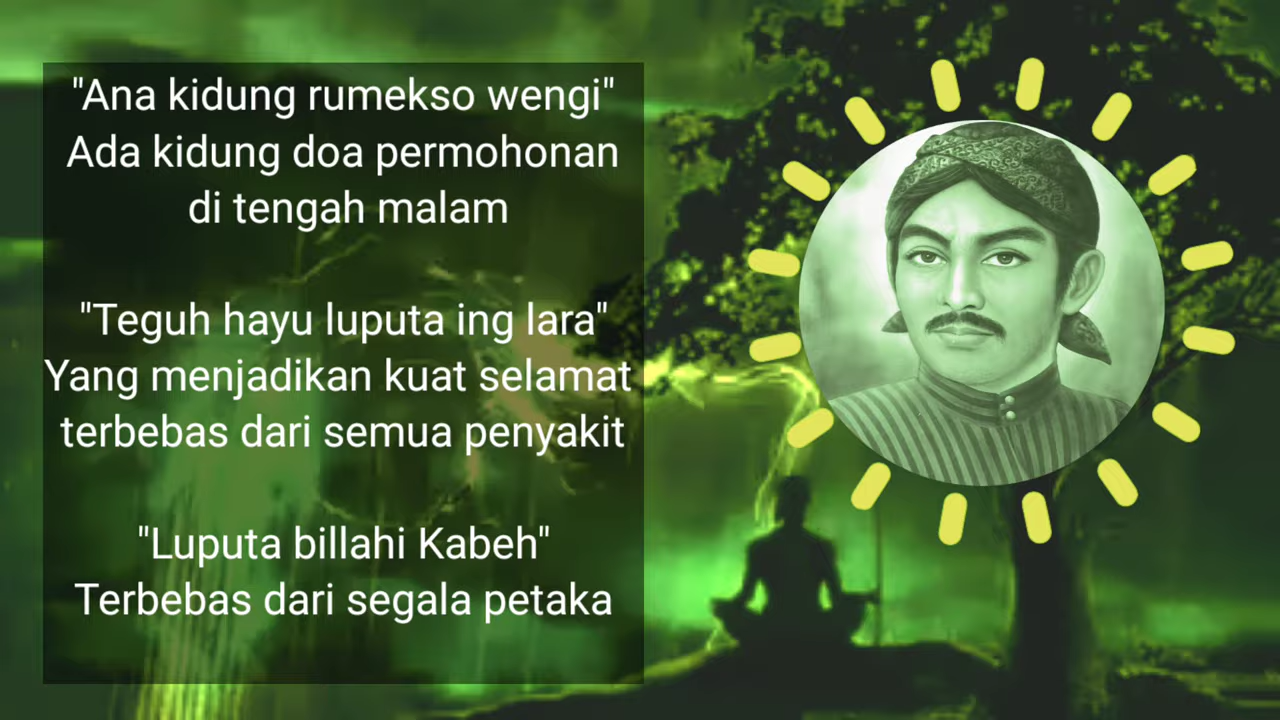 "Ana kidung rumekso wengi"
Ada kidung doa permohonan
di tengah malam
"Teguh hayu luputa ing lara"
Yang menjadikan kuat selamat
terbebas dari semua penyakit
"Luputa billahi Kabeh"
Terbebas dari segala petaka